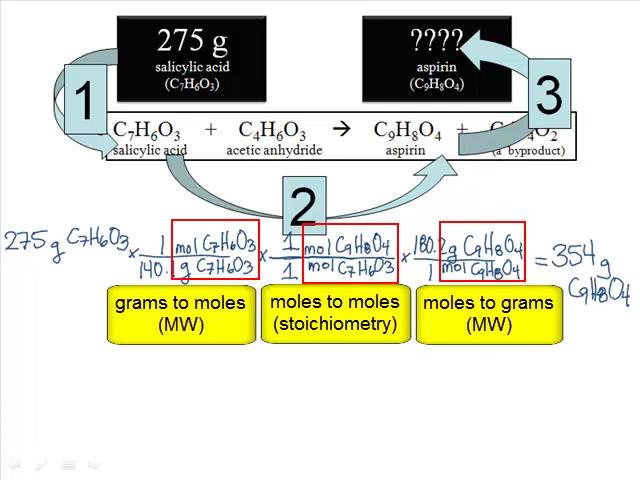 275 g
salicylic acid
(C₇H₆O₃)
????
aspirin
(C₉H₈O₄)
1
3
C₇H₆O₃ + C₄H₆O₃ → C₉H₈O₄ +
salicylic acid acetic anhydride aspirin (a byproduct)
2
275 g C₇H₆O₃ × 1 mol C₇H₆O₃ / 140.1 g C₇H₆O₃ × 1 mol C₉H₈O₄ / 1 mol C₇H₆O₃ × 180.2 g C₉H₈O₄ / 1 mol C₉H₈O₄ = 354 g C₉H₈O₄
grams to moles
(MW)
moles to moles
(stoichiometry)
moles to grams
(MW)